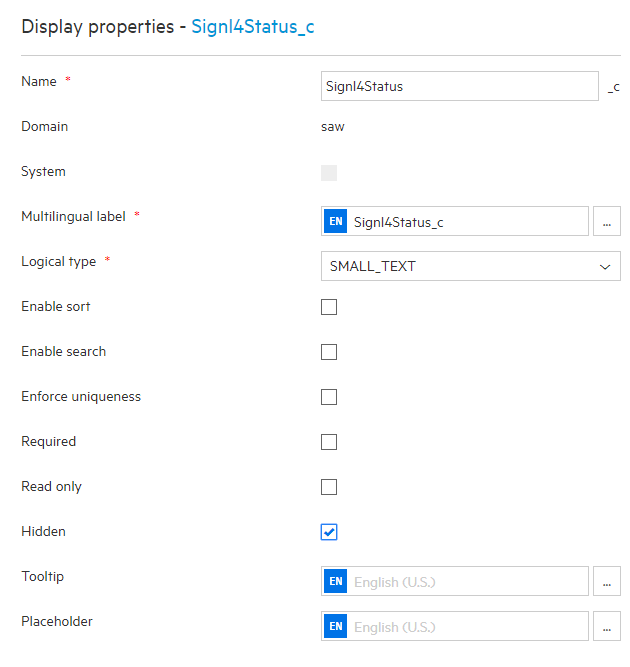 Display properties - Signl4Status_c
Name * Signl4Status _c
Domain saw
System
Multilingual label * EN Signl4Status_c ...
Logical type * SMALL_TEXT
Enable sort
Enable search
Enforce uniqueness
Required
Read only
Hidden
Tooltip EN English (U.S.) ...
Placeholder EN English (U.S.) ...